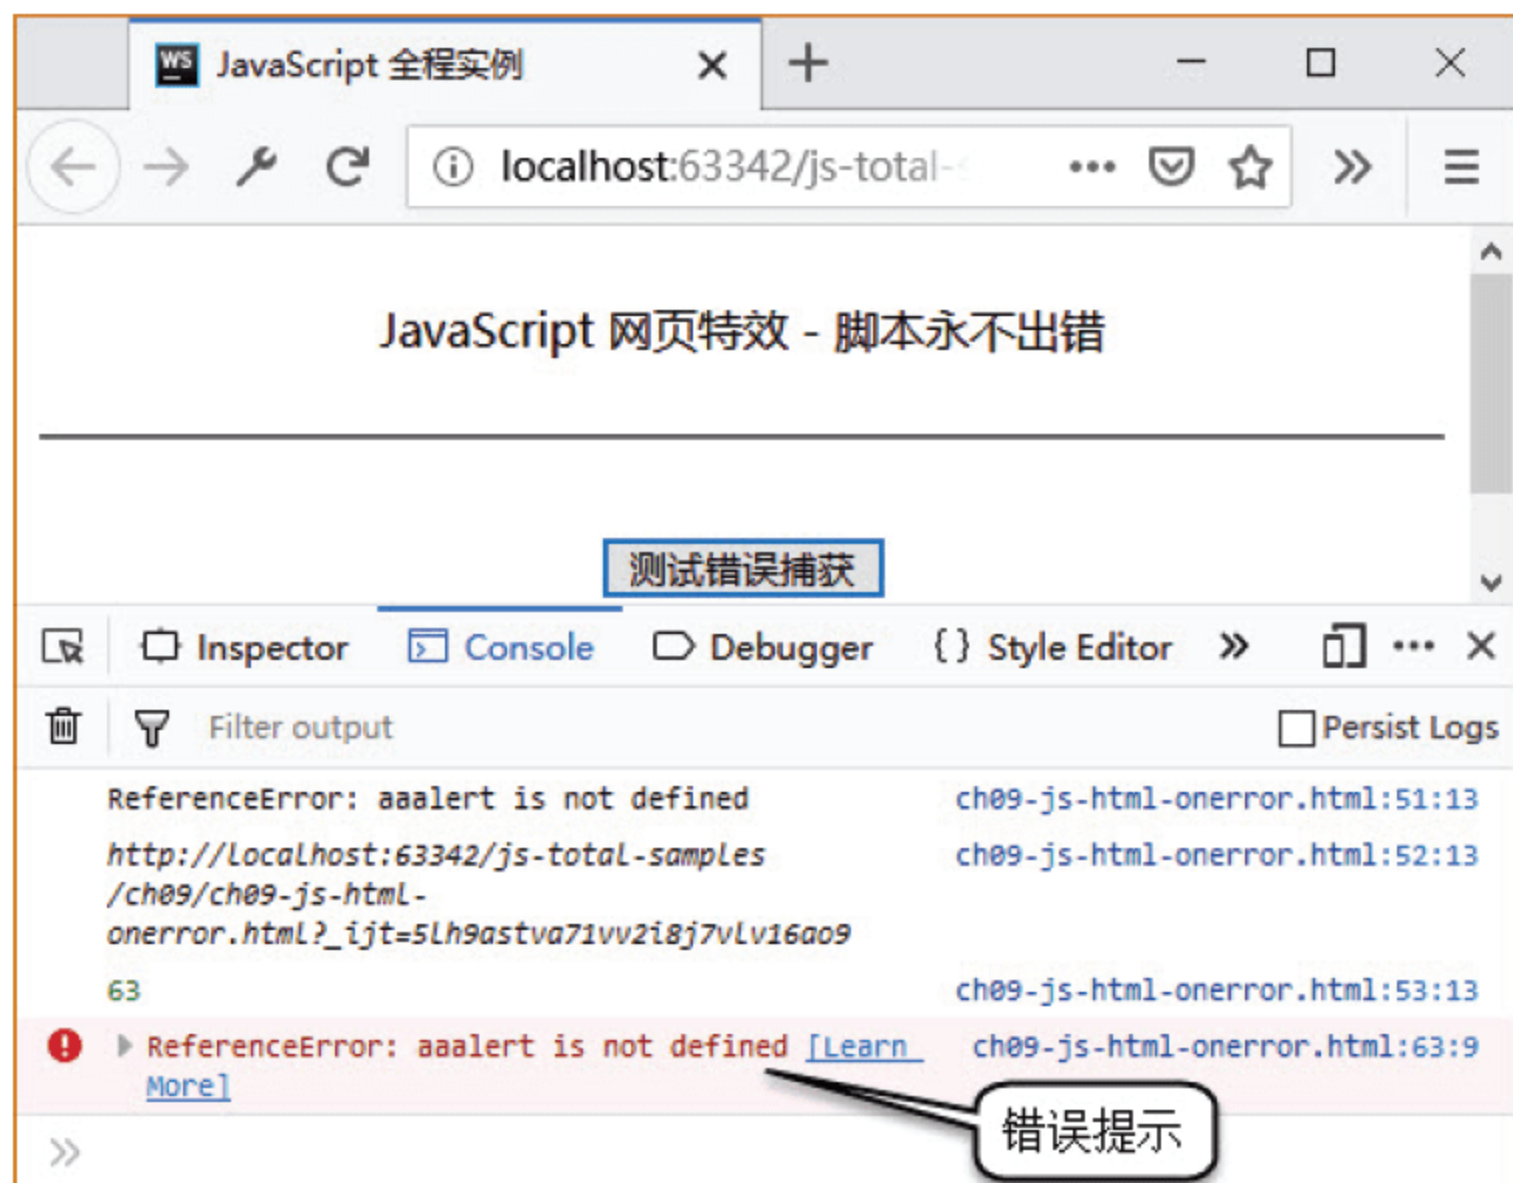 WS JavaScript 全程实例
localhost:63342/js-total-
JavaScript 网页特效 - 脚本永不出错
测试错误捕获
Inspector Console Debugger {} Style Editor
Filter output Persist Logs
ReferenceError: aaalert is not defined ch09-js-html-onerror.html:51:13
http://localhost:63342/js-total-samples ch09-js-html-onerror.html:52:13
/ch09/ch09-js-html-
onerror.html?_ijt=5lh9astva71vv2i8j7vlv16ao9
63 ch09-js-html-onerror.html:53:13
ReferenceError: aaalert is not defined [Learn ch09-js-html-onerror.html:63:9
More]
错误提示